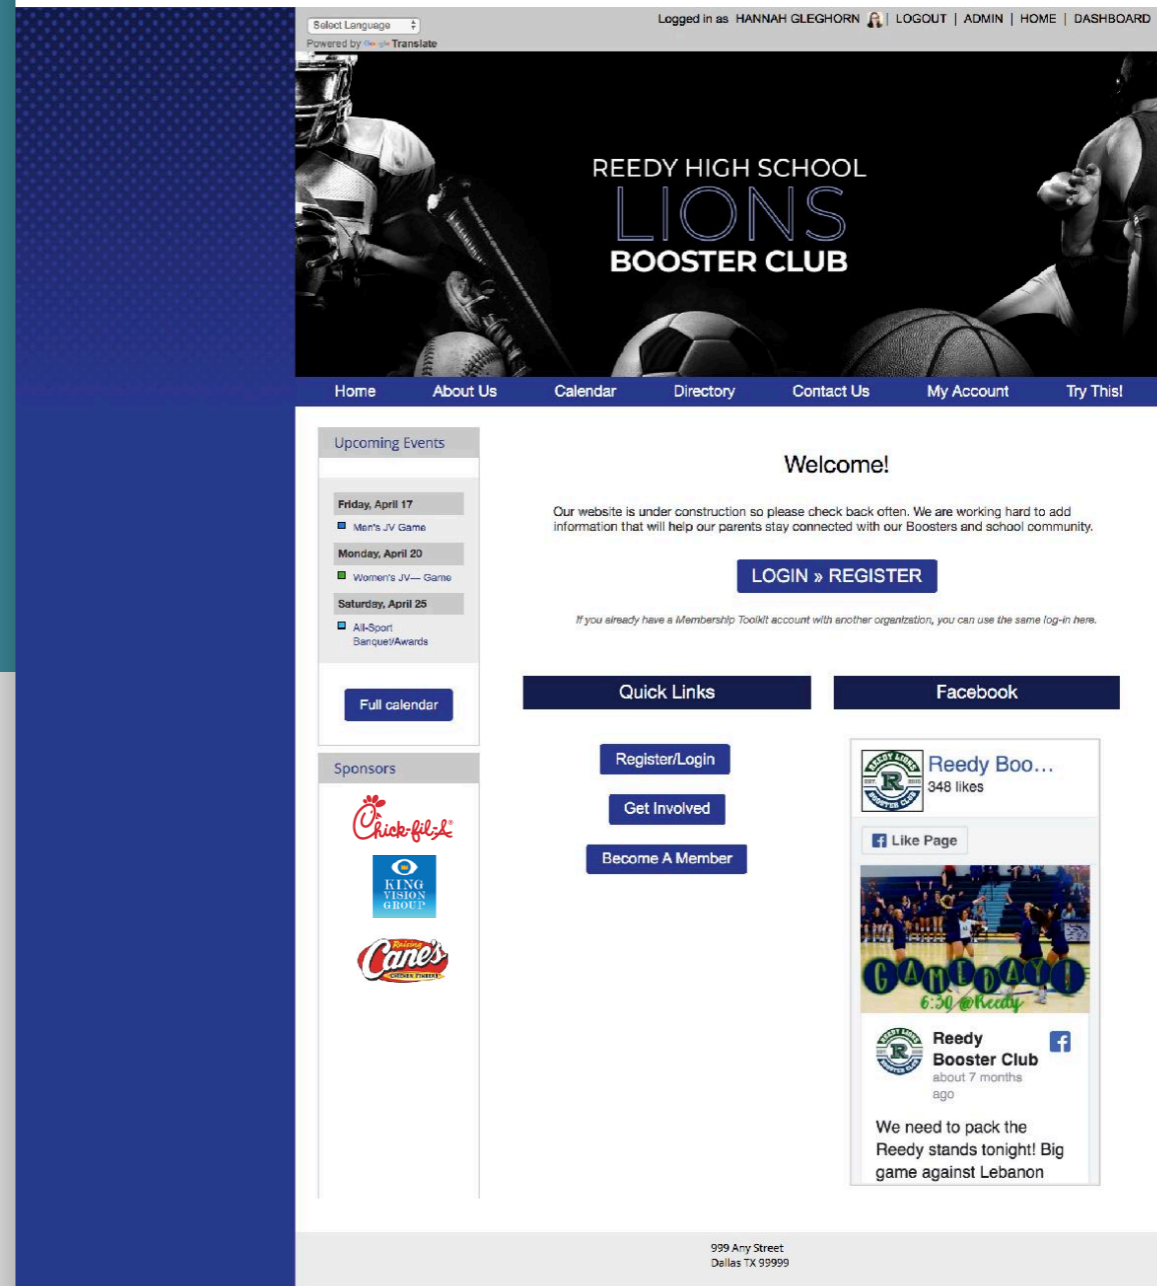 Select Language
Logged in as HANNAH GLEGHORN | LOGOUT | ADMIN | HOME | DASHBOARD
Powered by Google Translate
REEDY HIGH SCHOOL
LIONS
BOOSTER CLUB
Home About Us Calendar Directory Contact Us My Account Try This!
Upcoming Events
Friday, April 17
Men's JV Game
Monday, April 20
Women's JV— Game
Saturday, April 25
All-Sport
Banquet/Awards
Full calendar
Sponsors
Chick-fil-A
KING
VISION
GROUP
Raising
Cane's
CHICKEN FINGERS
Welcome!
Our website is under construction so please check back often. We are working hard to add
information that will help our parents stay connected with our Boosters and school community.
LOGIN » REGISTER
If you already have a Membership Toolkit account with another organization, you can use the same log-in here.
Quick Links
Register/Login
Get Involved
Become A Member
Facebook
REEDY LIONS
R
BOOSTER CLUB
Reedy Boo...
348 likes
Like Page
GAMEDAY!
6:30 @Reedy
R
Reedy
Booster Club
about 7 months
ago
We need to pack the
Reedy stands tonight! Big
game against Lebanon
999 Any Street
Dallas TX 99999